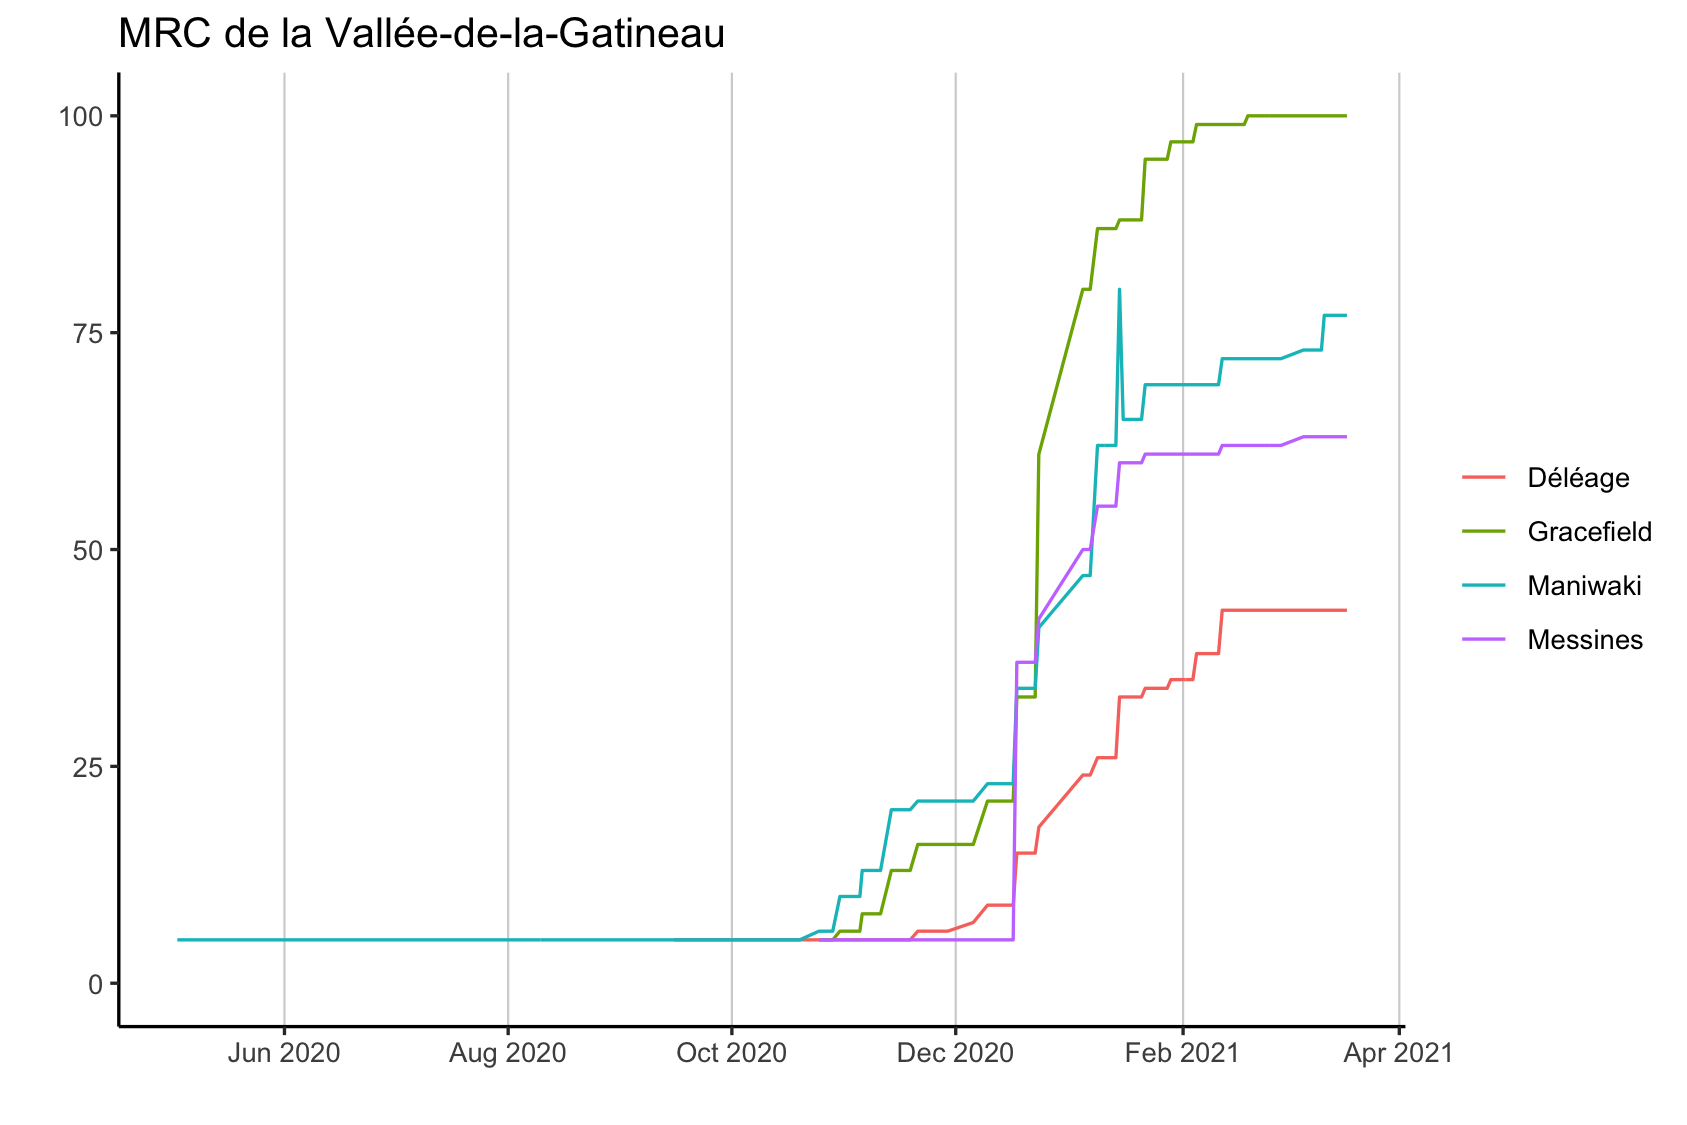 MRC de la Vallée-de-la-Gatineau
100
75
50
25
0
Jun 2020
Aug 2020
Oct 2020
Dec 2020
Feb 2021
Apr 2021
Déléage
Gracefield
Maniwaki
Messines